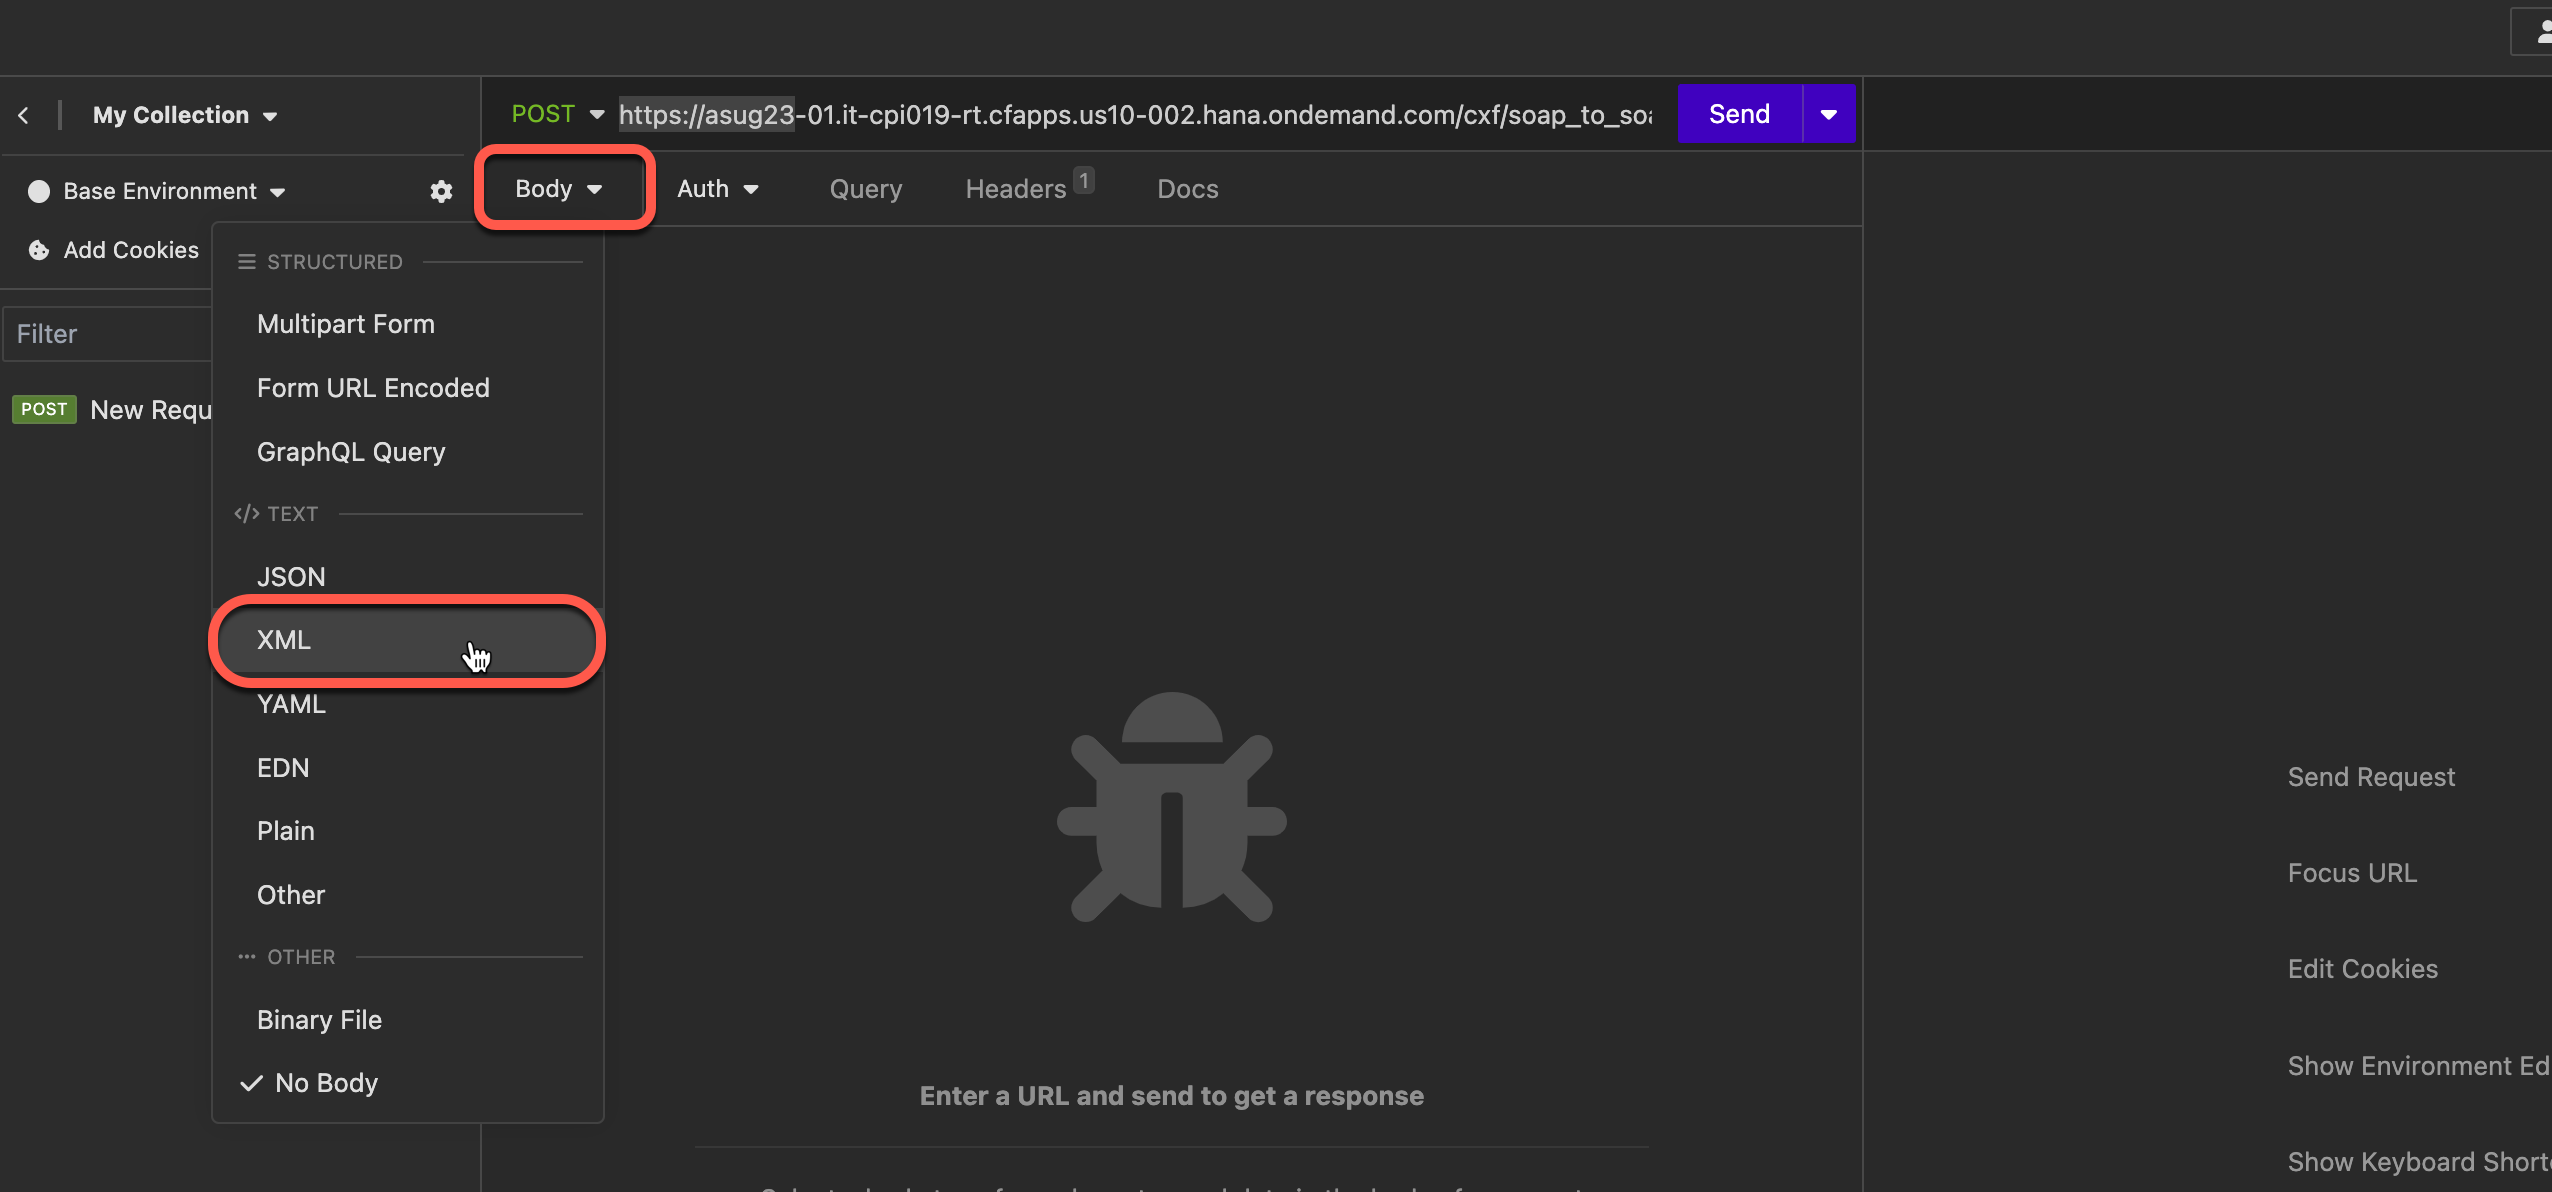 My Collection
POST https://asug23-01.it-cpi019-rt.cfapps.us10-002.hana.ondemand.com/cxf/soap_to_soa
Send
Base Environment
Body
Auth
Query
Headers 1
Docs
Add Cookies
Filter
POST New Requ
STRUCTURED
Multipart Form
Form URL Encoded
GraphQL Query
TEXT
JSON
XML
YAML
EDN
Plain
Other
OTHER
Binary File
No Body
Enter a URL and send to get a response
Send Request
Focus URL
Edit Cookies
Show Environment Ed
Show Keyboard Short